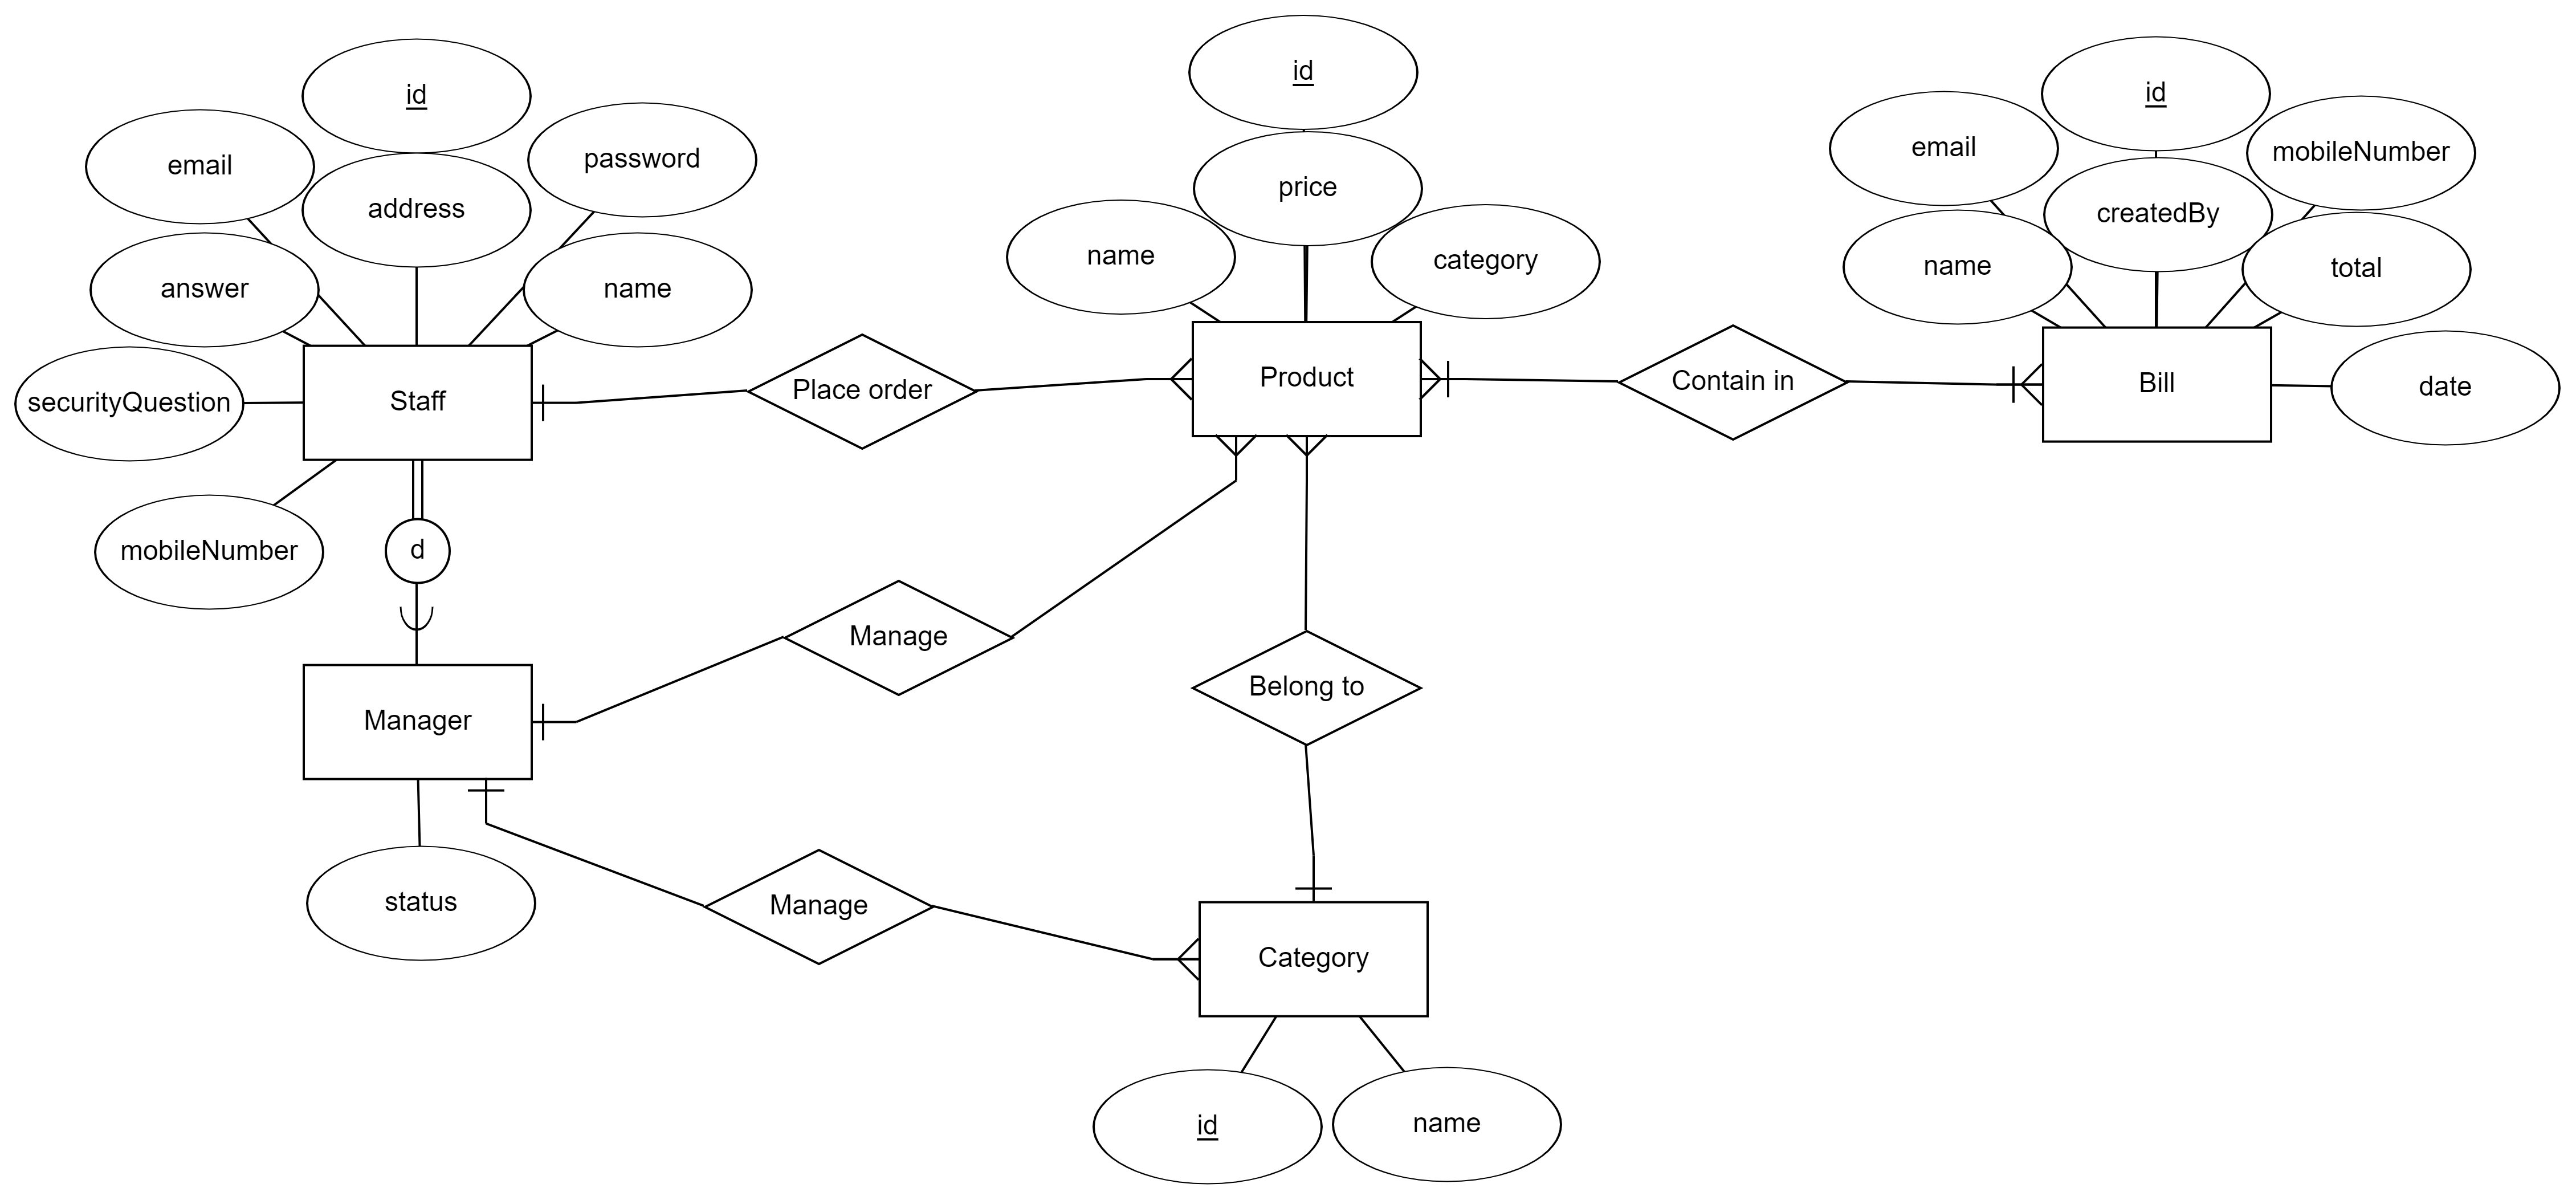 id
id
id
email
password
price
email
mobileNumber
address
createdBy
answer
name
name
category
name
total
securityQuestion
Staff
Place order
Product
Contain in
Bill
date
mobileNumber
d
Manage
Belong to
Manager
status
Manage
Category
id
name